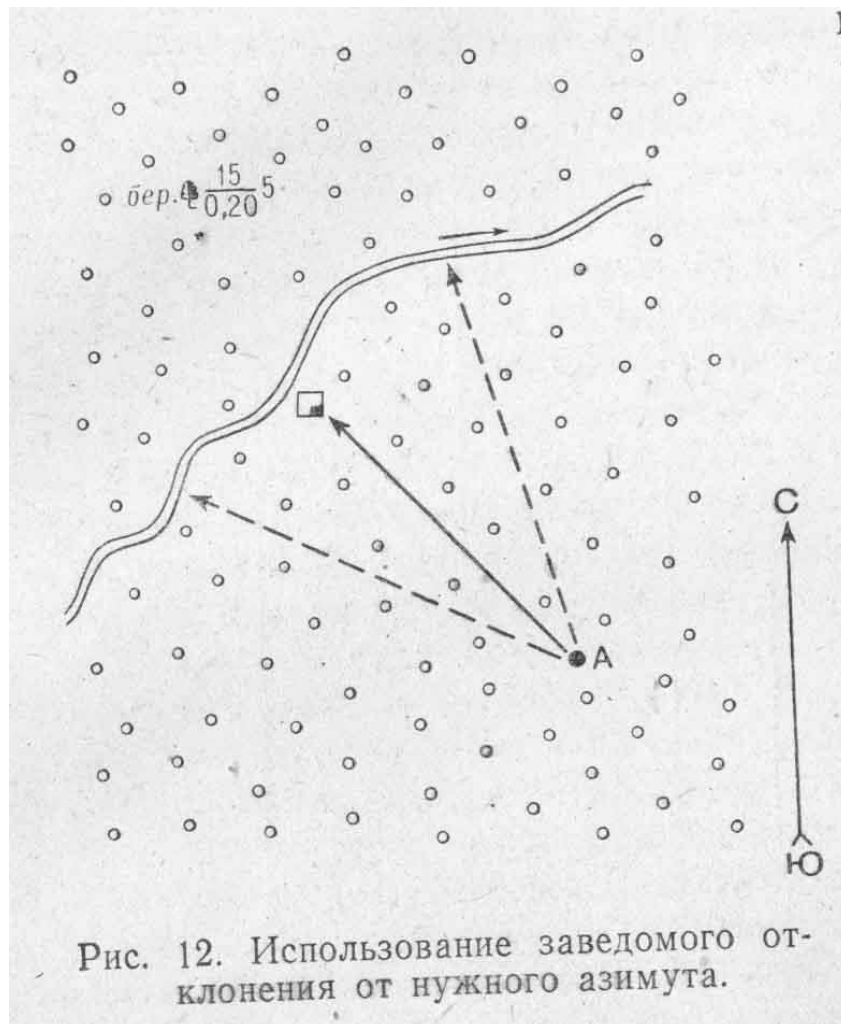 бер. 15/0,20 5
А
С
Ю
Рис. 12. Использование заведомого от-
клонения от нужного азимута.